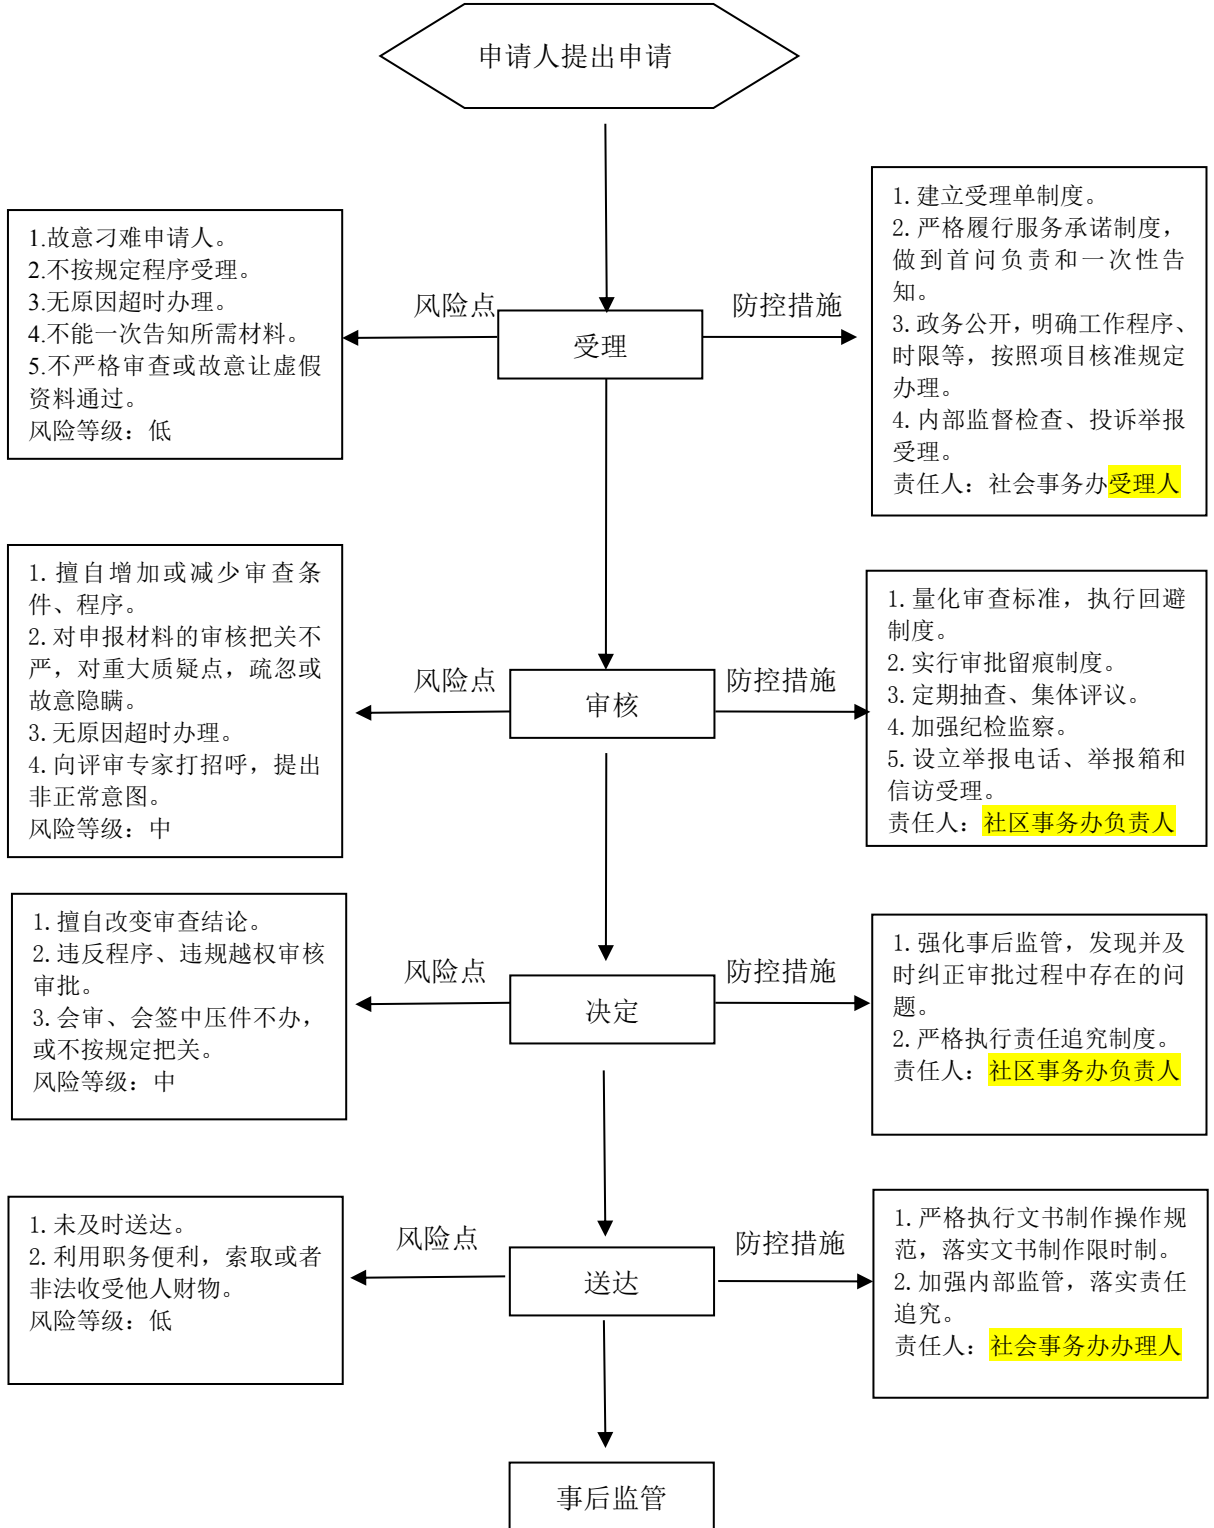 申请人提出申请
1.故意刁难申请人。
2.不按规定程序受理。
3.无原因超时办理。
4.不能一次告知所需材料。
5.不严格审查或故意让虚假
资料通过。
风险等级：低
风险点
受理
防控措施
1.建立受理单制度。
2.严格履行服务承诺制度，
做到首问负责和一次性告
知。
3.政务公开，明确工作程序、
时限等，按照项目核准规定
办理。
4.内部监督检查、投诉举报
受理。
责任人：社会事务办受理人
1.擅自增加或减少审查条
件、程序。
2.对申报材料的审核把关不
严，对重大质疑点，疏忽或
故意隐瞒。
3.无原因超时办理。
4.向评审专家打招呼，提出
非正常意图。
风险等级：中
风险点
审核
防控措施
1.量化审查标准，执行回避
制度。
2.实行审批留痕制度。
3.定期抽查、集体评议。
4.加强纪检监察。
5.设立举报电话、举报箱和
信访受理。
责任人：社区事务办负责人
1.擅自改变审查结论。
2.违反程序、违规越权审核
审批。
3.会审、会签中压件不办，
或不按规定把关。
风险等级：中
风险点
决定
防控措施
1.强化事后监管，发现并及
时纠正审批过程中存在的问
题。
2.严格执行责任追究制度。
责任人：社区事务办负责人
1.未及时送达。
2.利用职务便利，索取或者
非法收受他人财物。
风险等级：低
风险点
送达
防控措施
1.严格执行文书制作操作规
范，落实文书制作限时制。
2.加强内部监管，落实责任
追究。
责任人：社会事务办办理人
事后监管